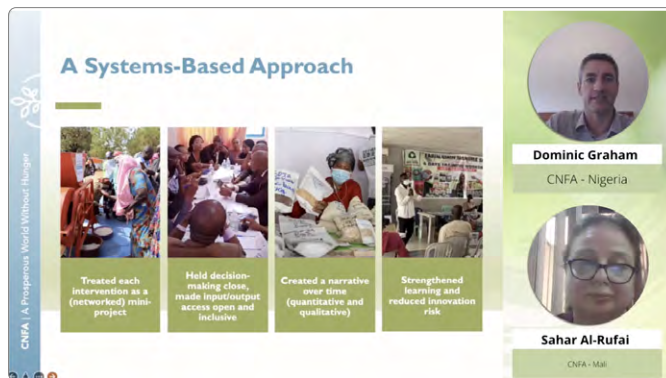 CNFA | A Prosperous World Without Hunger
A Systems-Based Approach
Treated each
intervention as a
(networked) mini-
project
Held decision-
making close,
made input/output
access open and
inclusive
Created a narrative
over time
(quantitative and
qualitative)
Strengthened
learning and
reduced innovation
risk
Dominic Graham
CNFA - Nigeria
Sahar Al-Rufai
CNFA - Mali